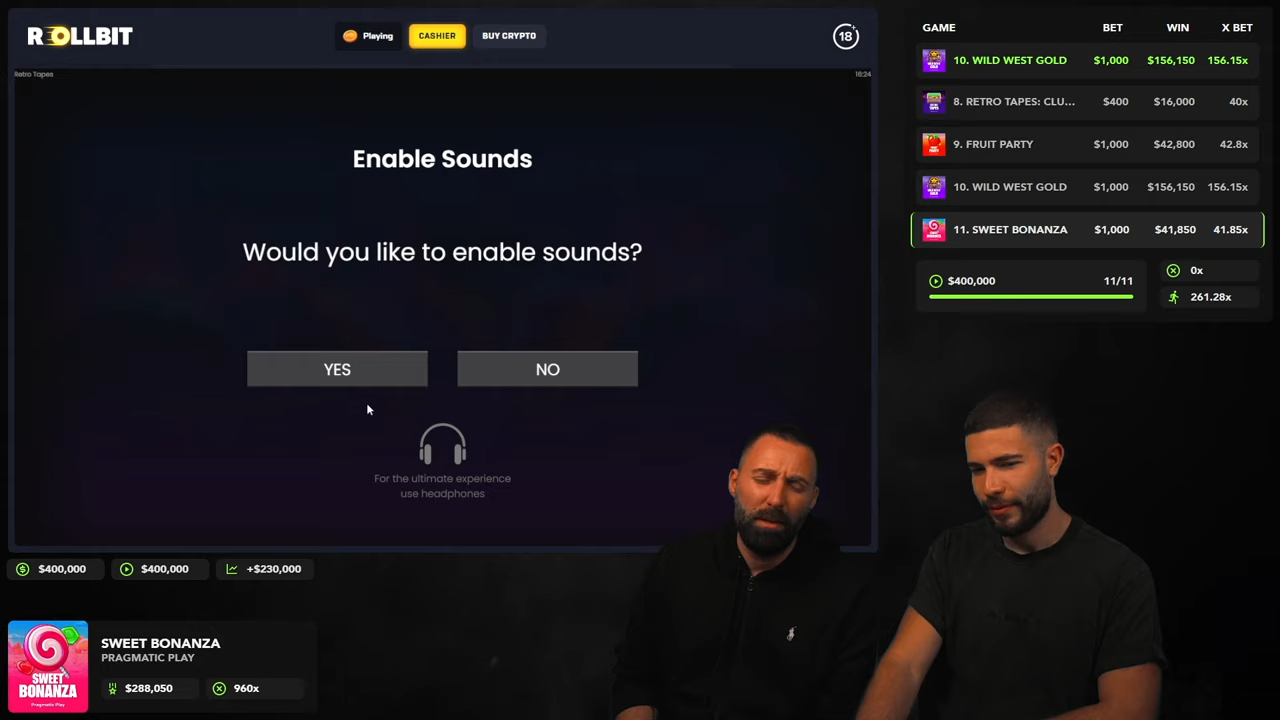 ROLLBIT
Playing
CASHIER
BUY CRYPTO
18
Retro Tapes
16:24
Enable Sounds
Would you like to enable sounds?
YES
NO
For the ultimate experience
use headphones
GAME BET WIN X BET
10. WILD WEST GOLD $1,000 $156,150 156.15x
8. RETRO TAPES: CLU... $400 $16,000 40x
9. FRUIT PARTY $1,000 $42,800 42.8x
10. WILD WEST GOLD $1,000 $156,150 156.15x
11. SWEET BONANZA $1,000 $41,850 41.85x
$400,000 11/11
0x
261.28x
$400,000
$400,000
+$230,000
SWEET
BONANZA
Pragmatic Play
SWEET BONANZA
PRAGMATIC PLAY
$288,050
960x